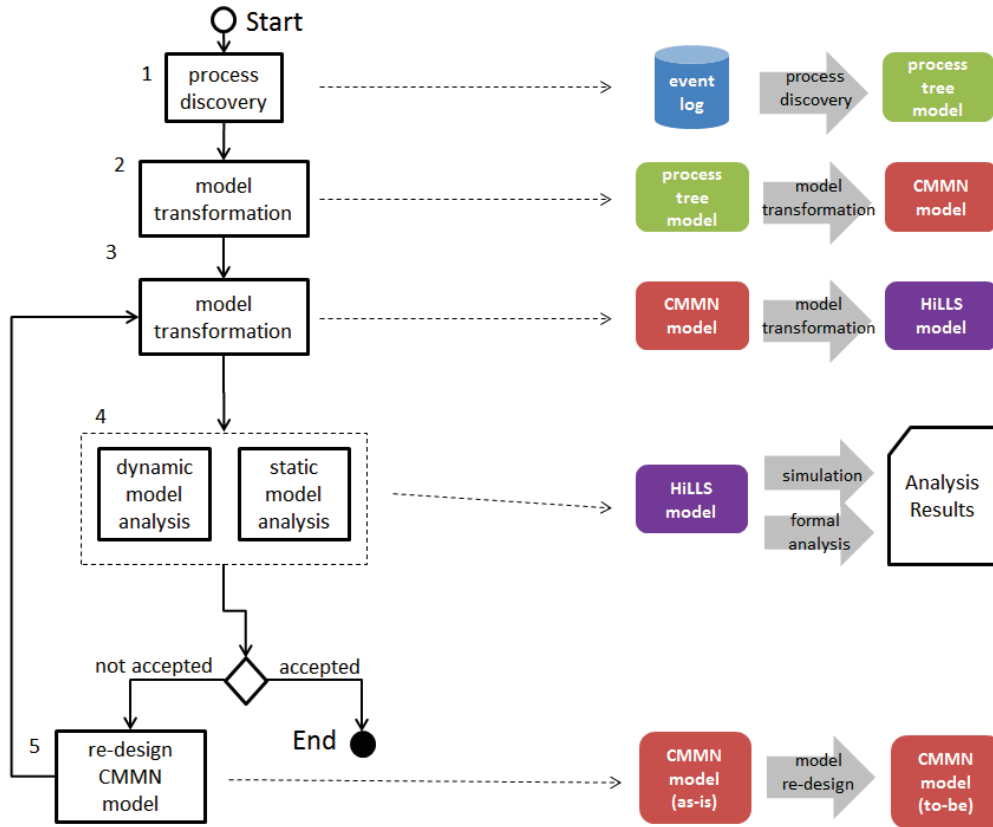 Start
1
process
discovery
event
log
process
discovery
process
tree
model
2
model
transformation
process
tree
model
model
transformation
CMMN
model
3
model
transformation
CMMN
model
model
transformation
HiLLS
model
4
dynamic
model
analysis
static
model
analysis
HiLLS
model
simulation
formal
analysis
Analysis
Results
not accepted
accepted
End
5
re-design
CMMN
model
CMMN
model
(as-is)
model
re-design
CMMN
model
(to-be)